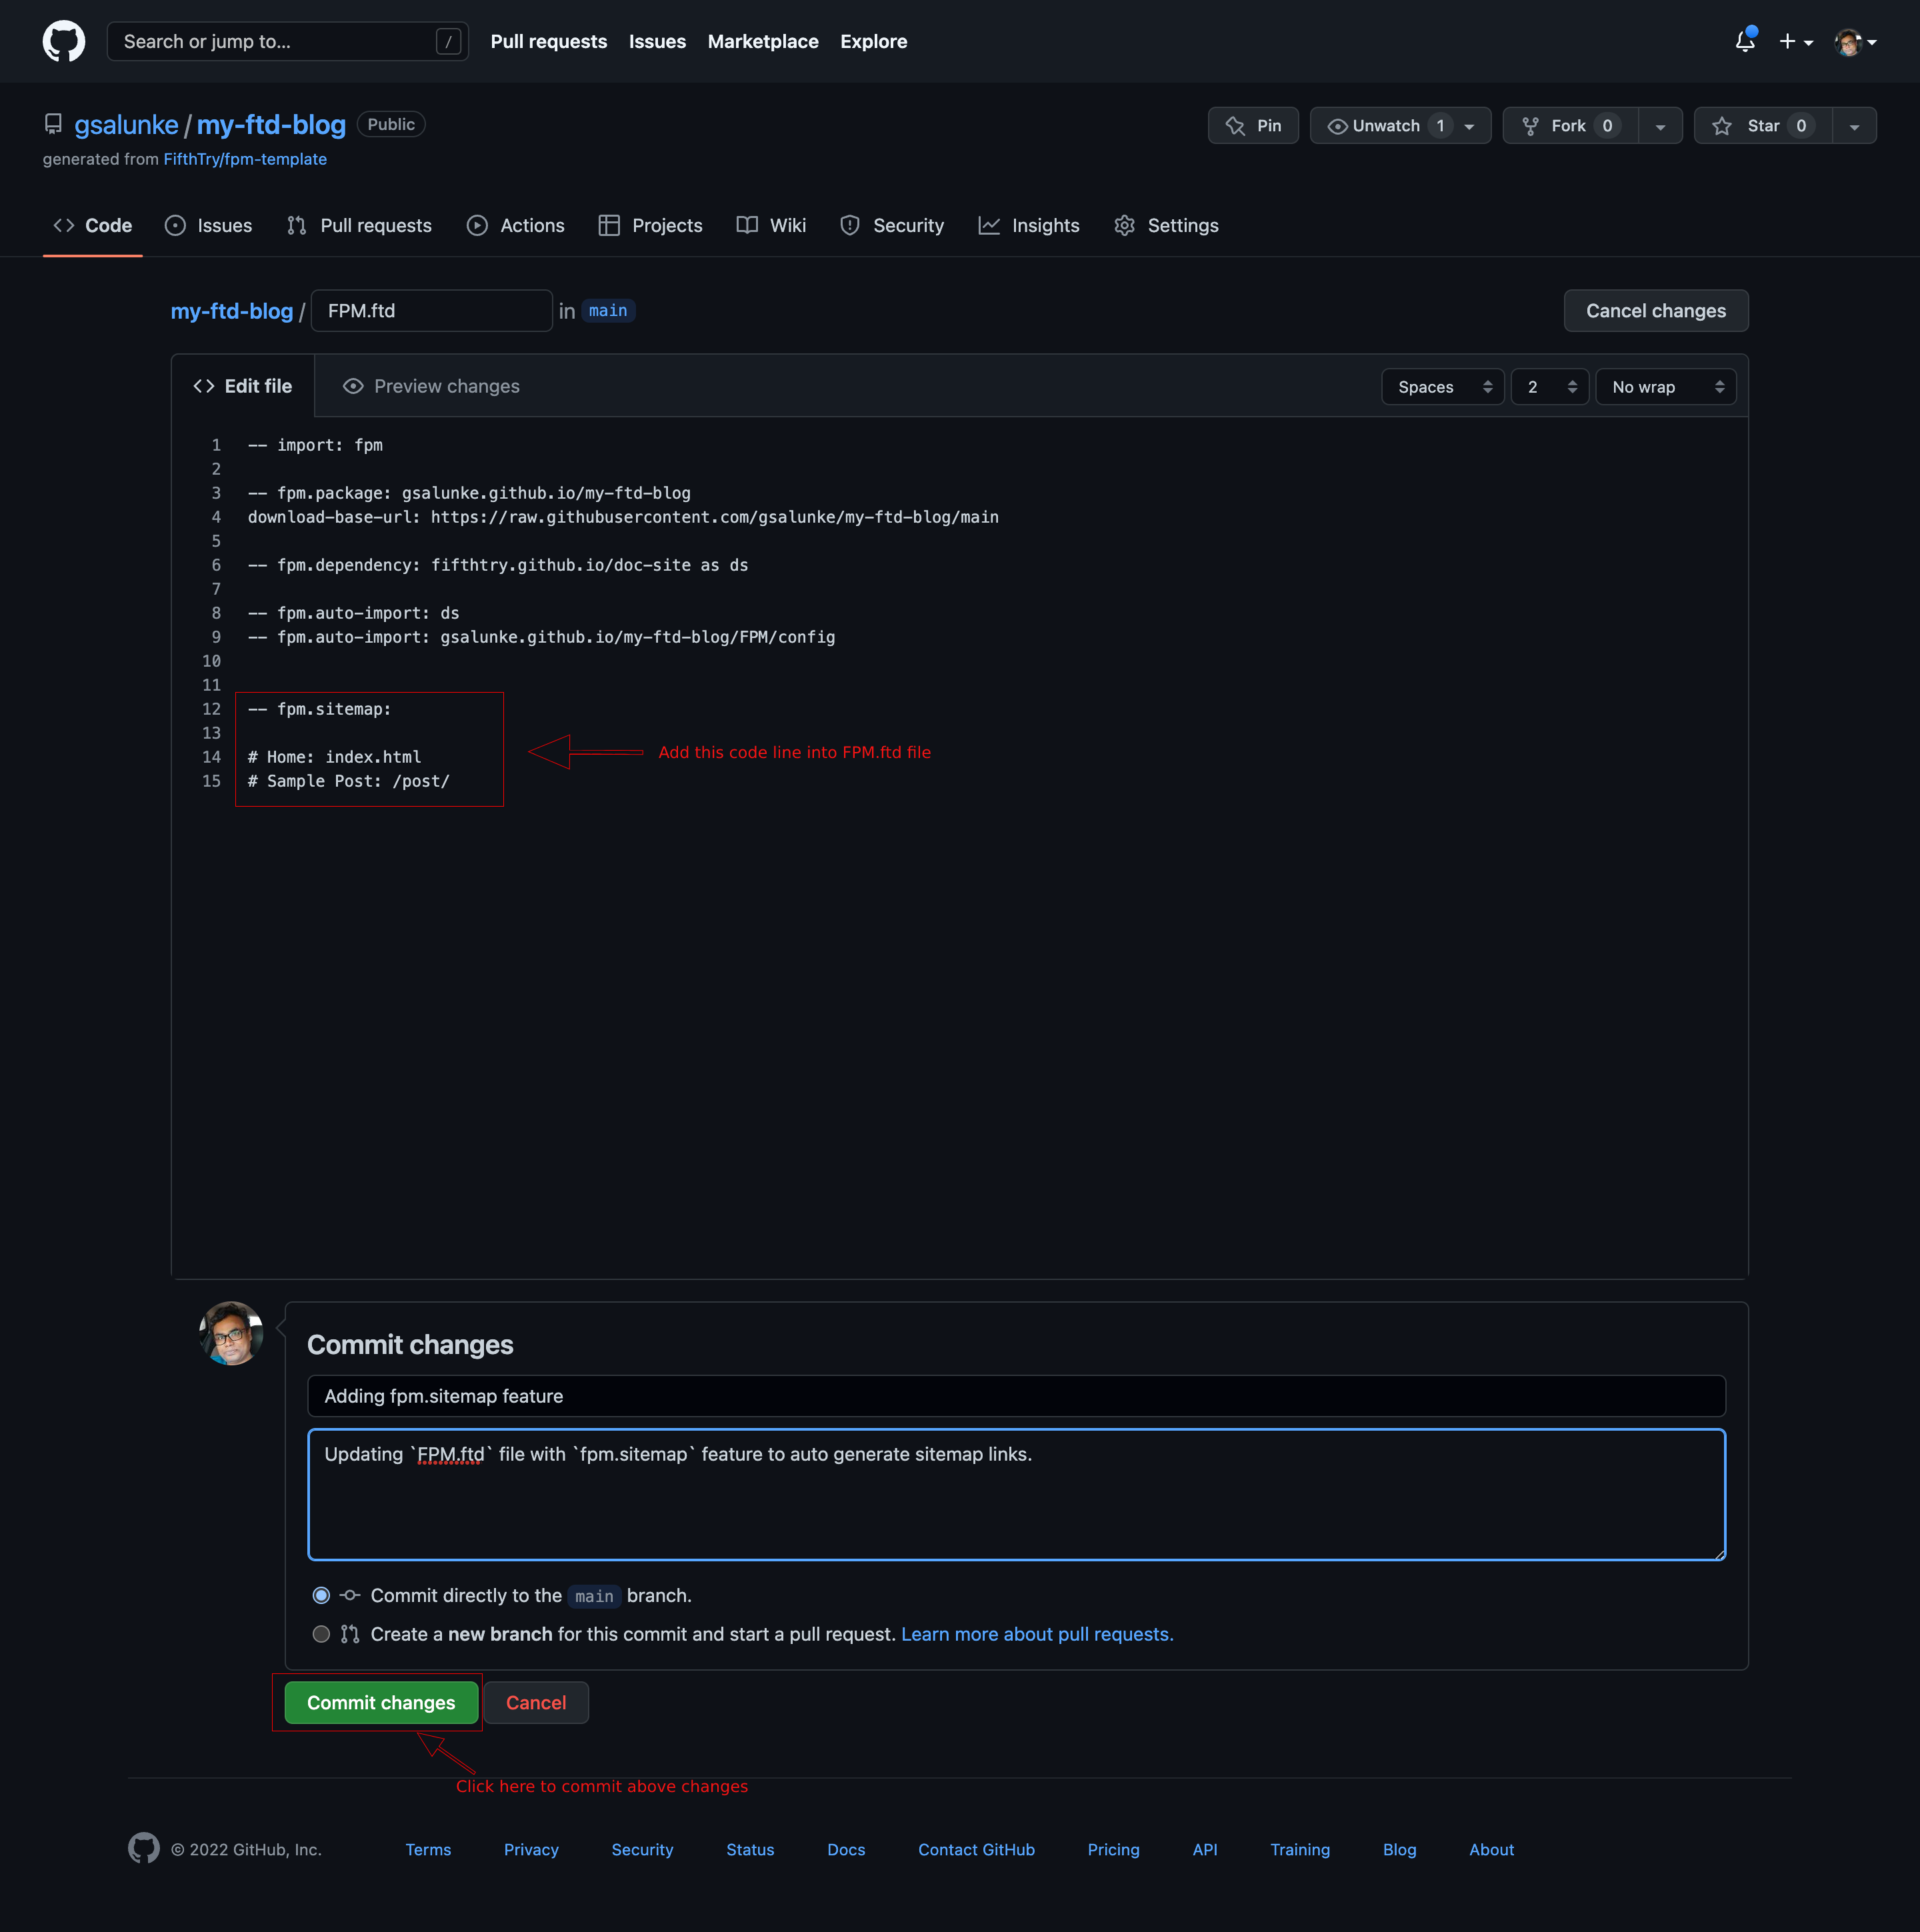 Search or jump to... /
Pull requests Issues Marketplace Explore
gsalunke / my-ftd-blog Public
Pin Unwatch 1 Fork 0 Star 0
generated from FifthTry/fpm-template
Code Issues Pull requests Actions Projects Wiki Security Insights Settings
my-ftd-blog / FPM.ftd in main Cancel changes
Edit file Preview changes Spaces 2 No wrap
1 -- import: fpm
2
3 -- fpm.package: gsalunke.github.io/my-ftd-blog
4 download-base-url: https://raw.githubusercontent.com/gsalunke/my-ftd-blog/main
5
6 -- fpm.dependency: fifthtry.github.io/doc-site as ds
7
8 -- fpm.auto-import: ds
9 -- fpm.auto-import: gsalunke.github.io/my-ftd-blog/FPM/config
10
11
12 -- fpm.sitemap:
13
14 # Home: index.html
15 # Sample Post: /post/
Add this code line into FPM.ftd file
Commit changes
Adding fpm.sitemap feature
Updating `FPM.ftd` file with `fpm.sitemap` feature to auto generate sitemap links.
Commit directly to the main branch.
Create a new branch for this commit and start a pull request. Learn more about pull requests.
Commit changes Cancel
Click here to commit above changes
© 2022 GitHub, Inc. Terms Privacy Security Status Docs Contact GitHub Pricing API Training Blog About